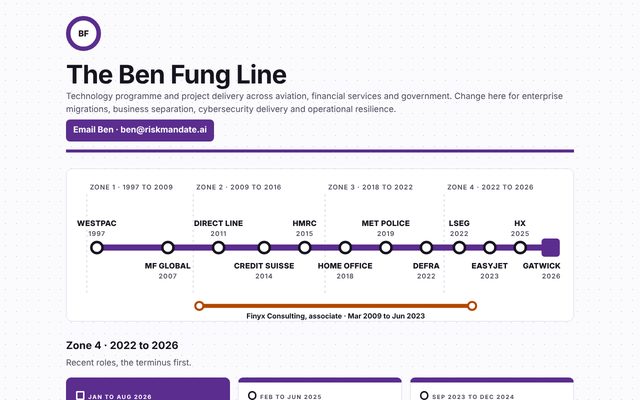 BF
The Ben Fung Line
Technology programme and project delivery across aviation, financial services and government. Change here for enterprise
migrations, business separation, cybersecurity delivery and operational resilience.
Email Ben · ben@riskmandate.ai
ZONE 1 · 1997 TO 2009 ZONE 2 · 2009 TO 2016 ZONE 3 · 2018 TO 2022 ZONE 4 · 2022 TO 2026
WESTPAC DIRECT LINE HMRC MET POLICE LSEG HX
1997 2011 2015 2019 2022 2025
MF GLOBAL CREDIT SUISSE HOME OFFICE DEFRA EASYJET GATWICK
2007 2014 2018 2022 2023 2026
Finyx Consulting, associate · Mar 2009 to Jun 2023
Zone 4 · 2022 to 2026
Recent roles, the terminus first.
JAN TO AUG 2026 FEB TO JUN 2025 SEP 2023 TO DEC 2024